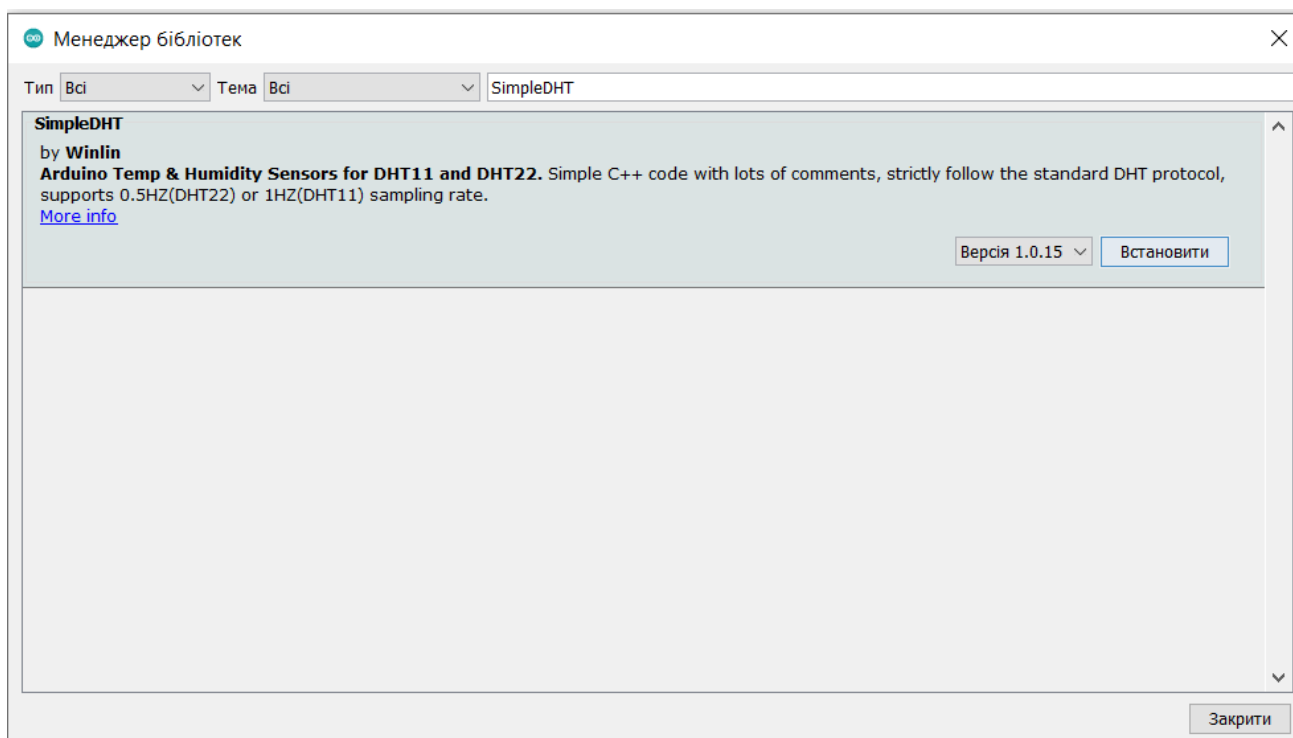 Менеджер бібліотек
Тип Всі Тема Всі SimpleDHT
SimpleDHT
by Winlin
Arduino Temp & Humidity Sensors for DHT11 and DHT22. Simple C++ code with lots of comments, strictly follow the standard DHT protocol,
supports 0.5HZ(DHT22) or 1HZ(DHT11) sampling rate.
More info
Версія 1.0.15 Встановити
Закрити